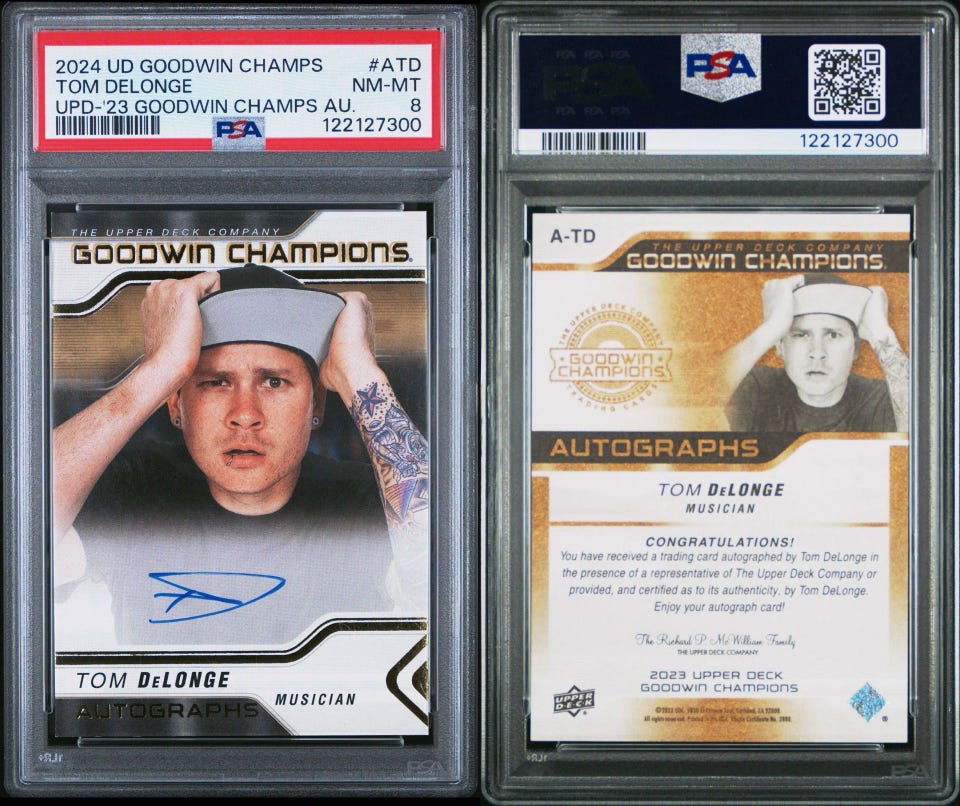 2024 UD GOODWIN CHAMPS #ATD
TOM DELONGE NM-MT
UPD-'23 GOODWIN CHAMPS AU. 8
PSA 122127300
THE UPPER DECK COMPANY
GOODWIN CHAMPIONS
TOM DELONGE
MUSICIAN
AUTOGRAPHS
PSA
PSA
122127300
A-TD
THE UPPER DECK COMPANY
GOODWIN CHAMPIONS
THE UPPER DECK COMPANY
GOODWIN
CHAMPIONS
TRADING CARDS
AUTOGRAPHS
TOM DELONGE
MUSICIAN
CONGRATULATIONS!
You have received a trading card autographed by Tom DeLonge in
the presence of a representative of The Upper Deck Company or
provided, and certified as to its authenticity, by Tom DeLonge.
Enjoy your autograph card!
The Richard P. McWilliam Family
THE UPPER DECK COMPANY
2023 UPPER DECK
GOODWIN CHAMPIONS
UPPER
DECK
PSA